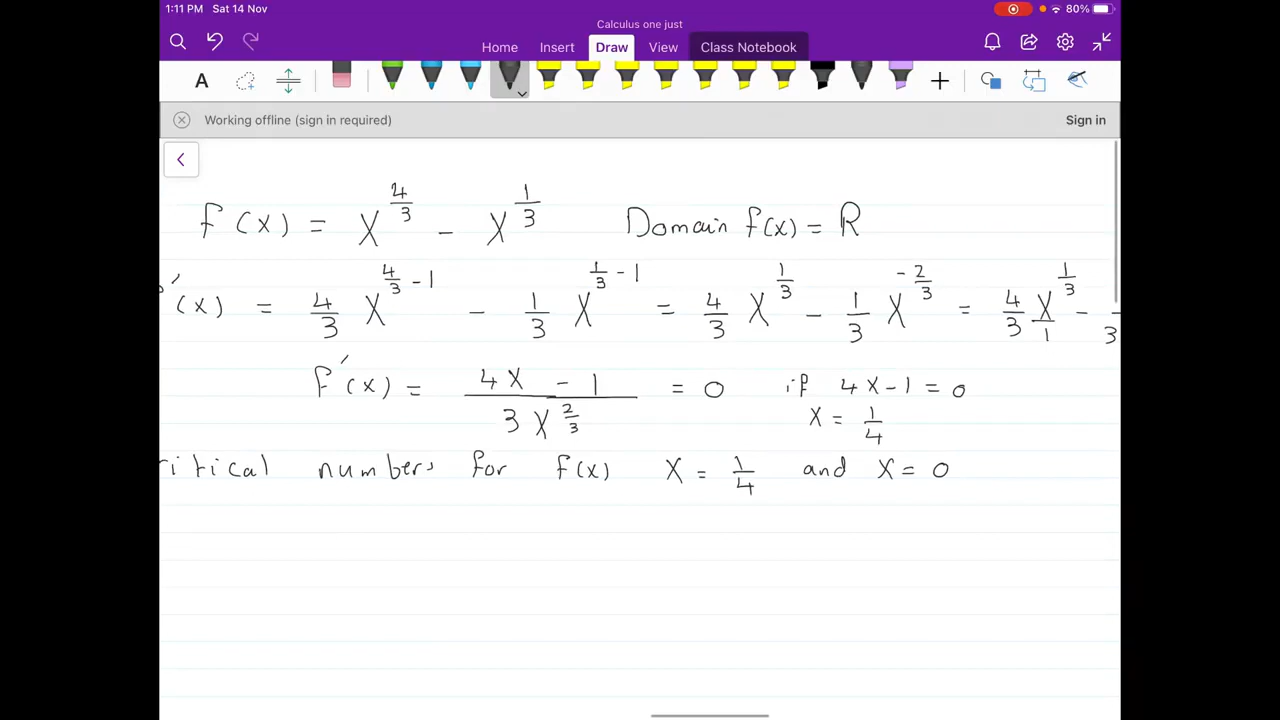 1:11 PM Sat 14 Nov
80%
Calculus one just
Home Insert Draw View Class Notebook
A
Working offline (sign in required) Sign in
f(x) = x^(4/3) - x^(1/3) Domain f(x) = R
'(x) = 4/3 x^(4/3 - 1) - 1/3 x^(1/3 - 1) = 4/3 x^(1/3) - 1/3 x^(-2/3) = 4/3 x^(1/3)/1 - 3
f'(x) = (4x - 1)/(3x^(2/3)) = 0 if 4x-1 = 0
x = 1/4
ritical numbers for f(x) x = 1/4 and x = 0